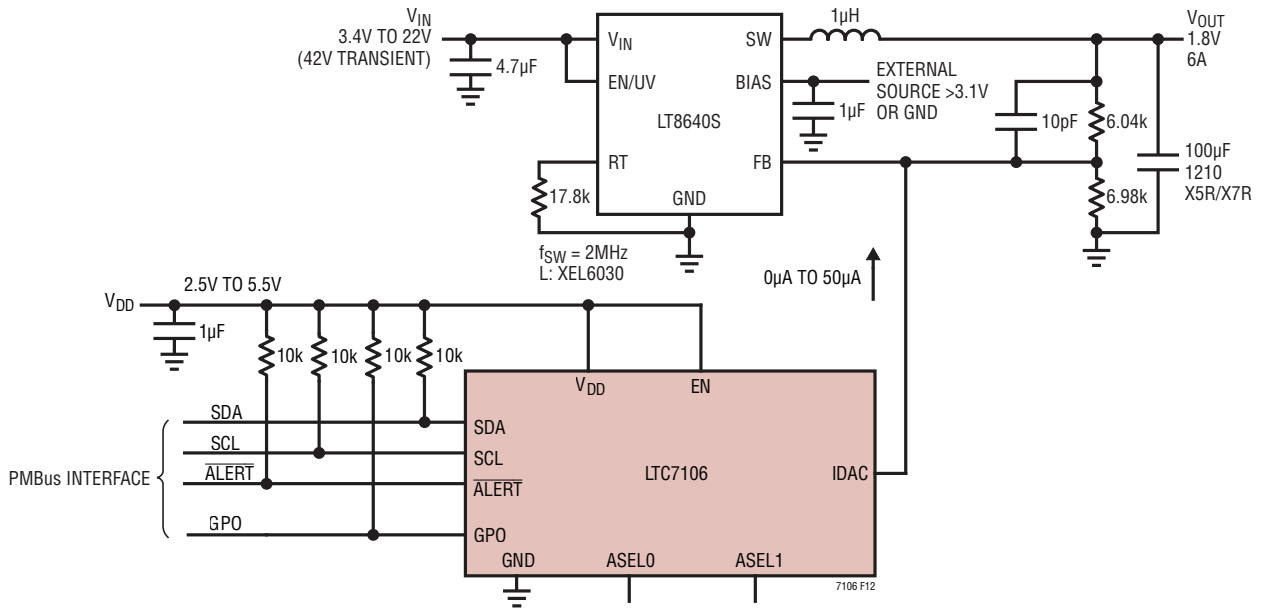 VIN
3.4V TO 22V
(42V TRANSIENT)
4.7µF
VIN
EN/UV
RT
SW
BIAS
FB
LT8640S
GND
1µH
VOUT
1.8V
6A
EXTERNAL
SOURCE >3.1V
OR GND
1µF
10pF
6.04k
6.98k
100µF
1210
X5R/X7R
17.8k
fSW = 2MHz
L: XEL6030
0µA TO 50µA
VDD
2.5V TO 5.5V
1µF
10k
10k
10k
10k
PMBus INTERFACE
SDA
SCL
ALERT
GPO
VDD
EN
SDA
SCL
ALERT
GPO
LTC7106
IDAC
GND
ASEL0
ASEL1
7106 F12